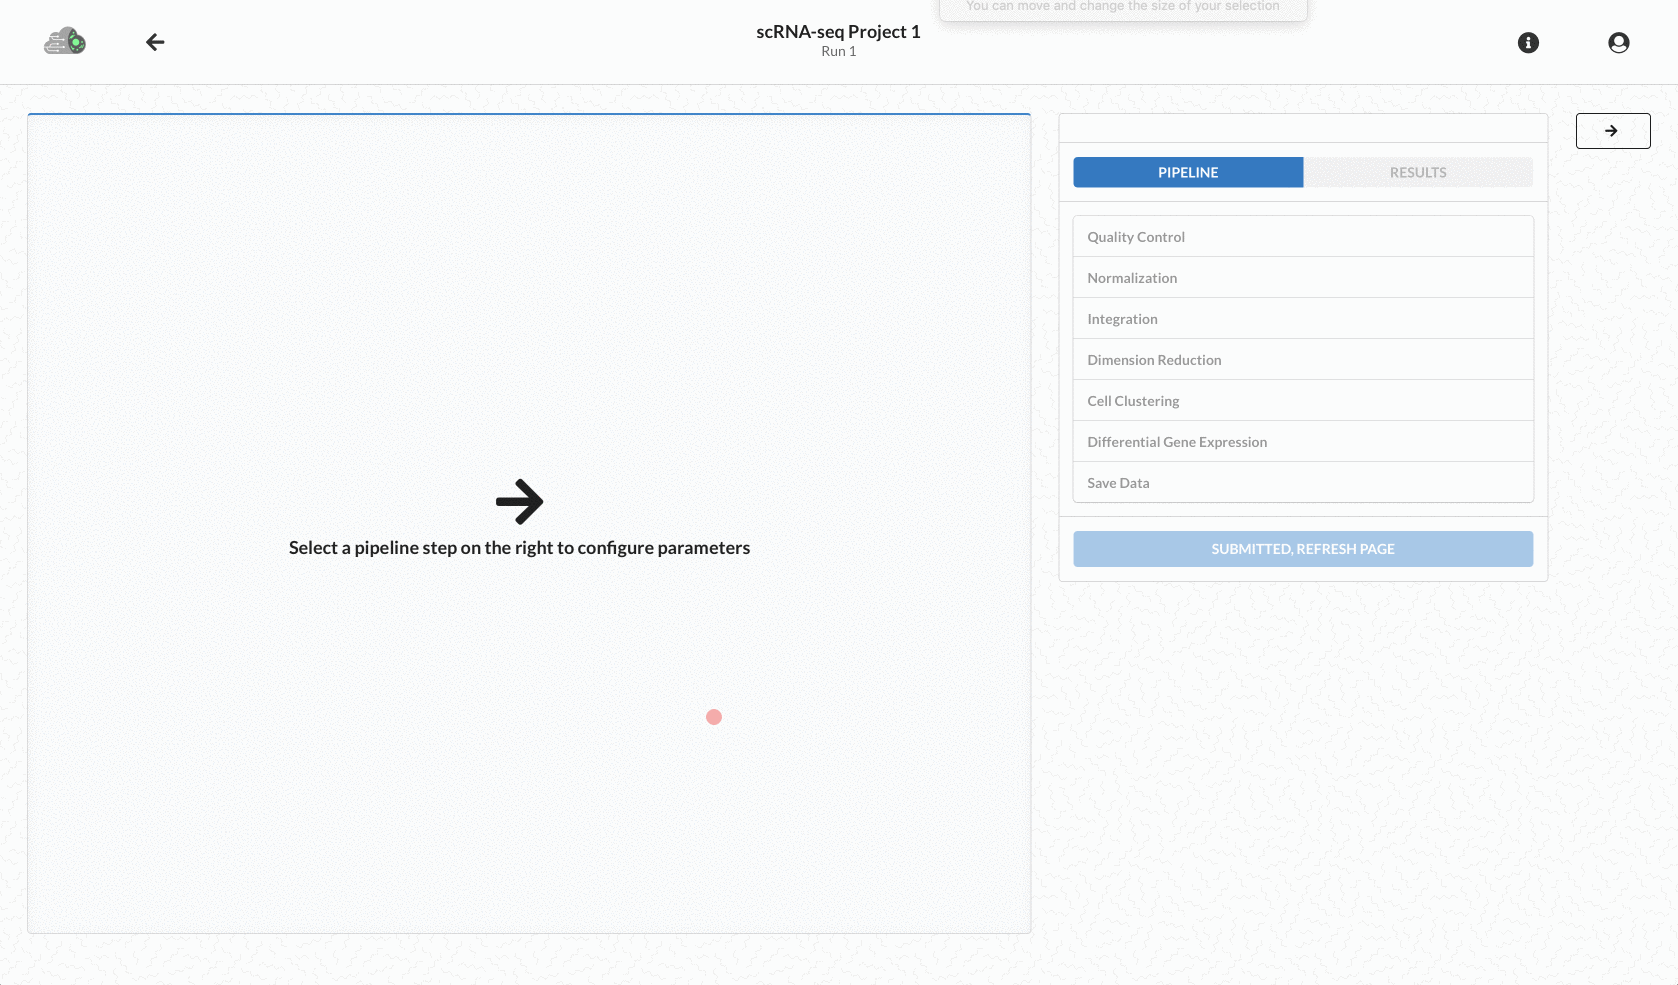 You can move and change the size of your selection
scRNA-seq Project 1
Run 1
PIPELINE
RESULTS
Quality Control
Normalization
Integration
Dimension Reduction
Cell Clustering
Differential Gene Expression
Save Data
SUBMITTED, REFRESH PAGE
Select a pipeline step on the right to configure parameters